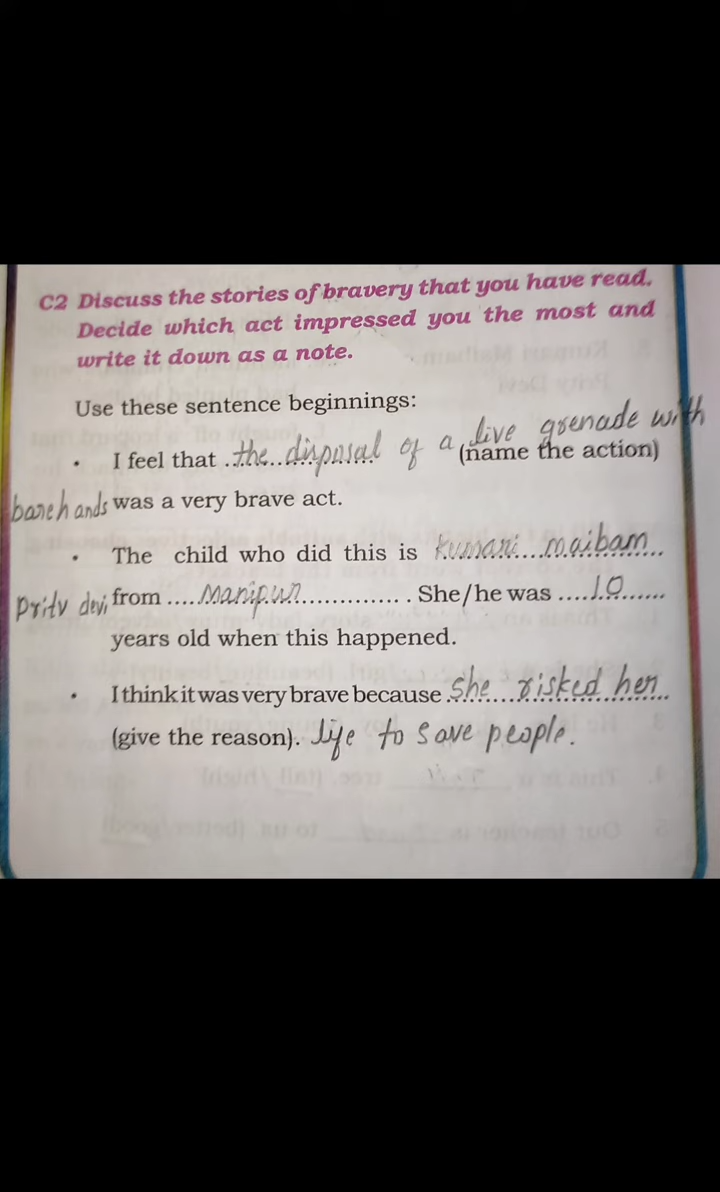 C2 Discuss the stories of bravery that you have read.
Decide which act impressed you the most and
write it down as a note.
Use these sentence beginnings:
• I feel that ..the..disposal of a live grenade with
(name the action)
bare hands was a very brave act.
• The child who did this is Kumari...maibam..
pritv devi from ....Manipur............. . She/he was ....10......
years old when this happened.
• I think it was very brave because .she...risked her..
(give the reason). life to save people.